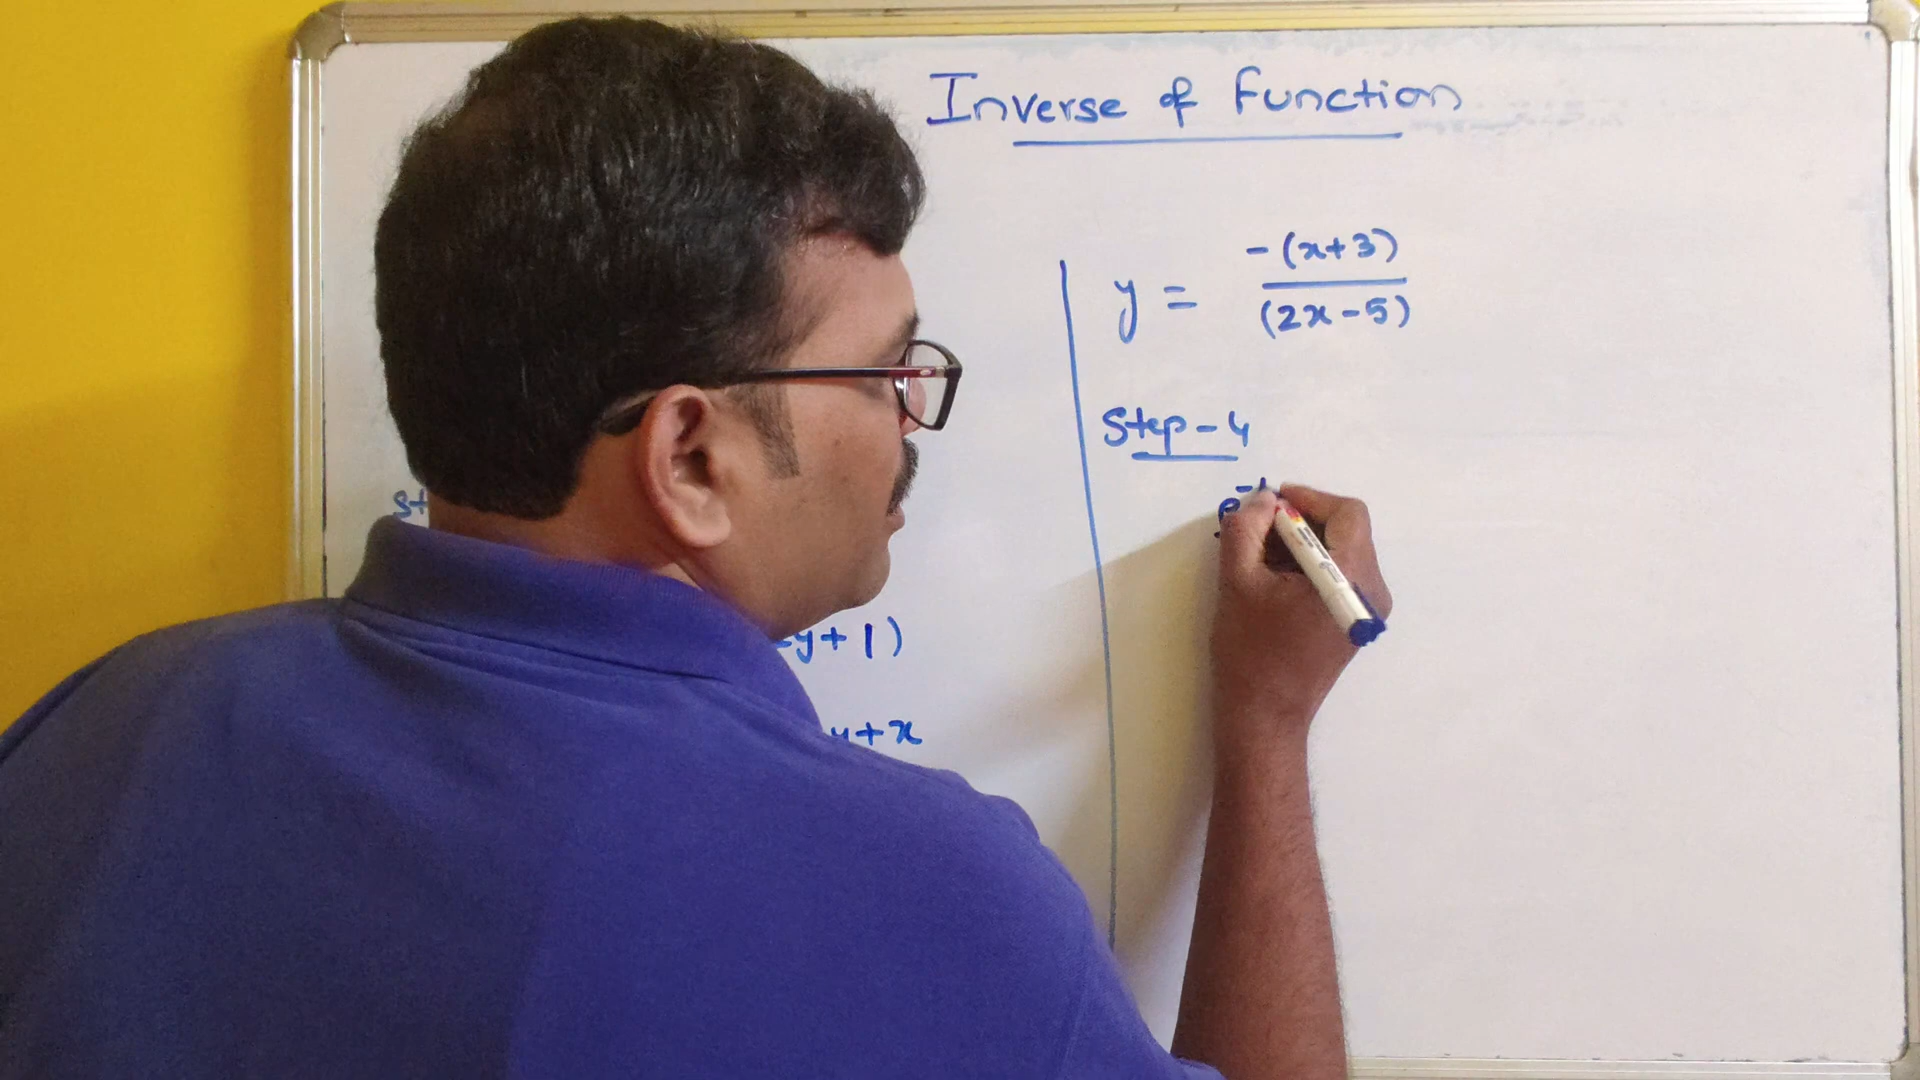 Inverse of Function
y = -(x+3) / (2x-5)
Step-4
y+1)
y+x